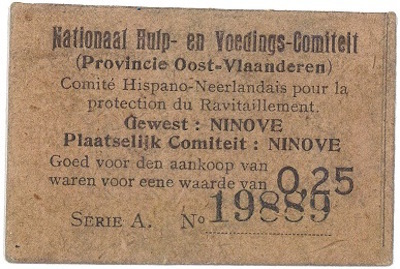 Nationaal Hulp- en Voedings-Comiteit
(Provincie Oost-Vlaanderen)
Comité Hispano-Neerlandais pour la
protection du Ravitaillement.
Gewest : NINOVE
Plaatselijk Comiteit : NINOVE
Goed voor den aankoop van
waren voor eene waarde van 0,25
SERIE A. No 19889